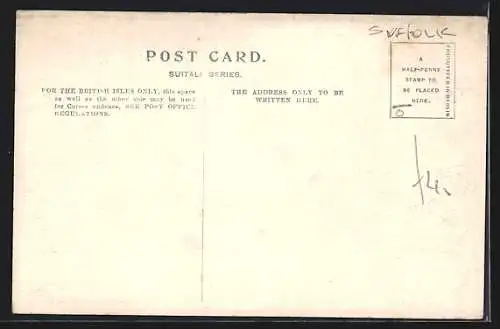 SUFFOLK
POST CARD.
SUITALL SERIES.
FOR THE BRITISH ISLES ONLY, this space
as well as the other side may be used
for Correspondence, SEE POST OFFICE
REGULATIONS.
THE ADDRESS ONLY TO BE
WRITTEN HERE.
A
HALF-PENNY
STAMP TO
BE PLACED
HERE.
£4.